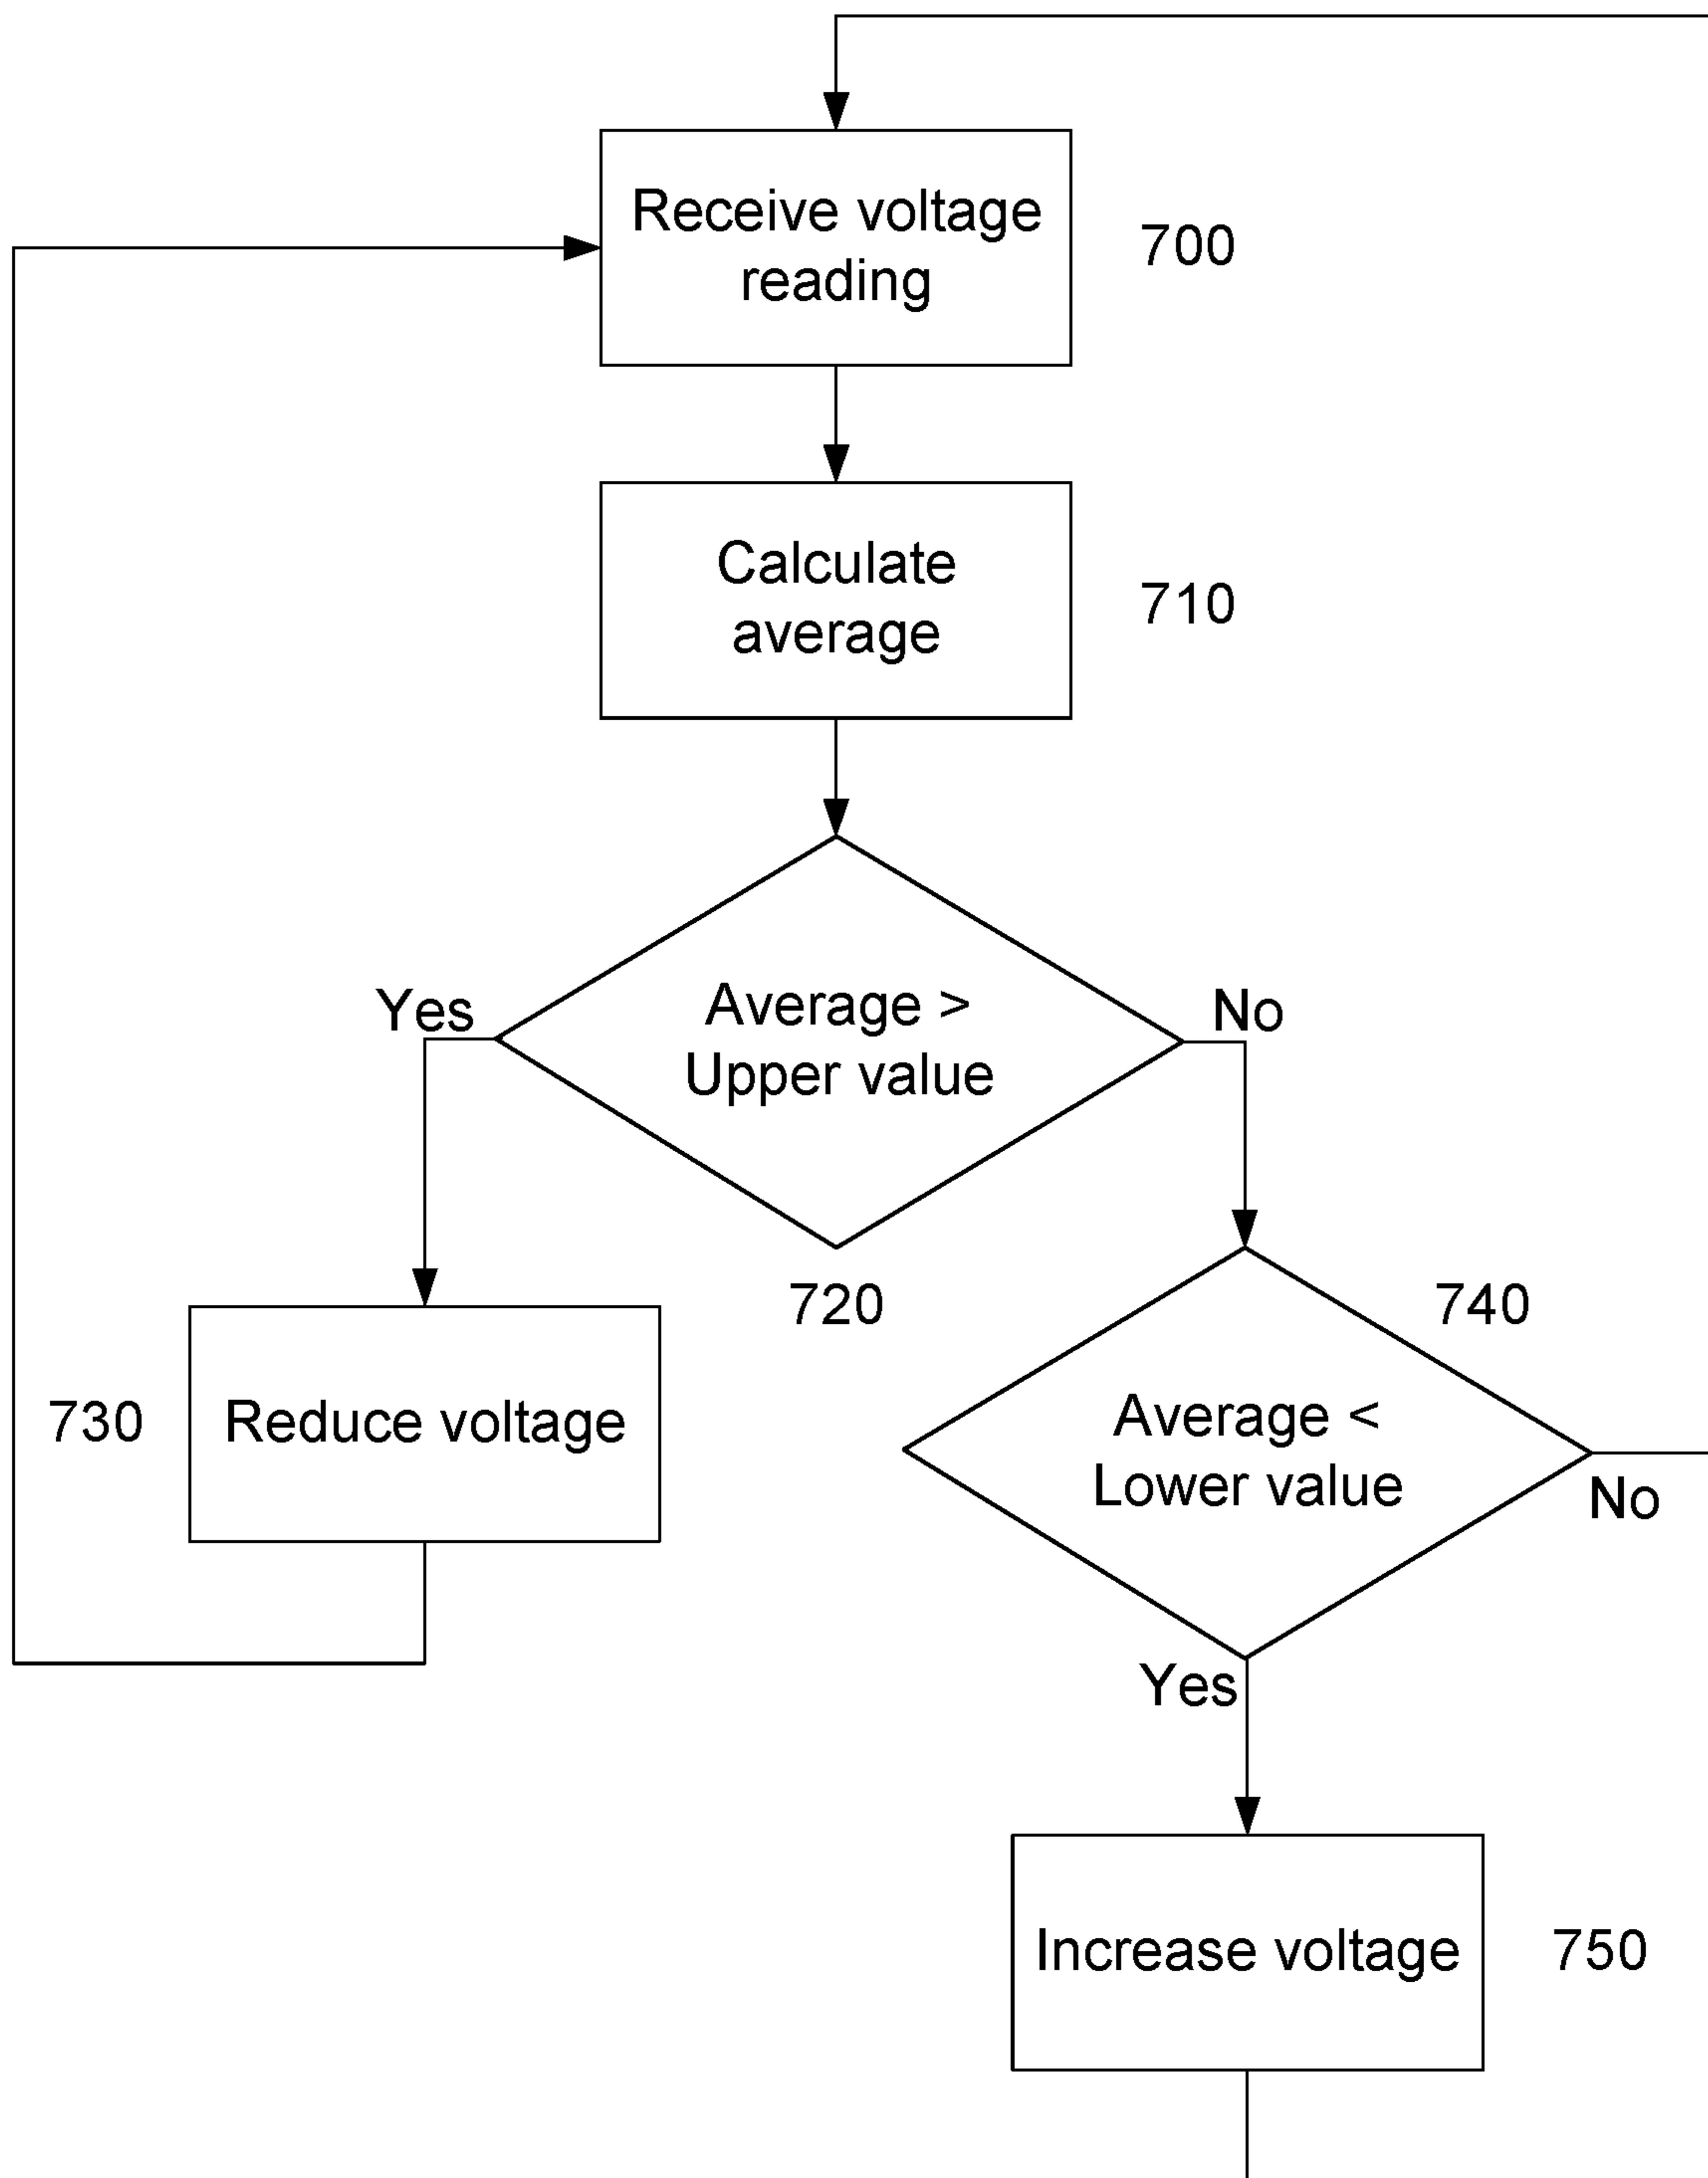 Receive voltage
reading
700
Calculate
average
710
Average >
Upper value
Yes
No
720
740
730
Reduce voltage
Average <
Lower value
No
Yes
Increase voltage
750